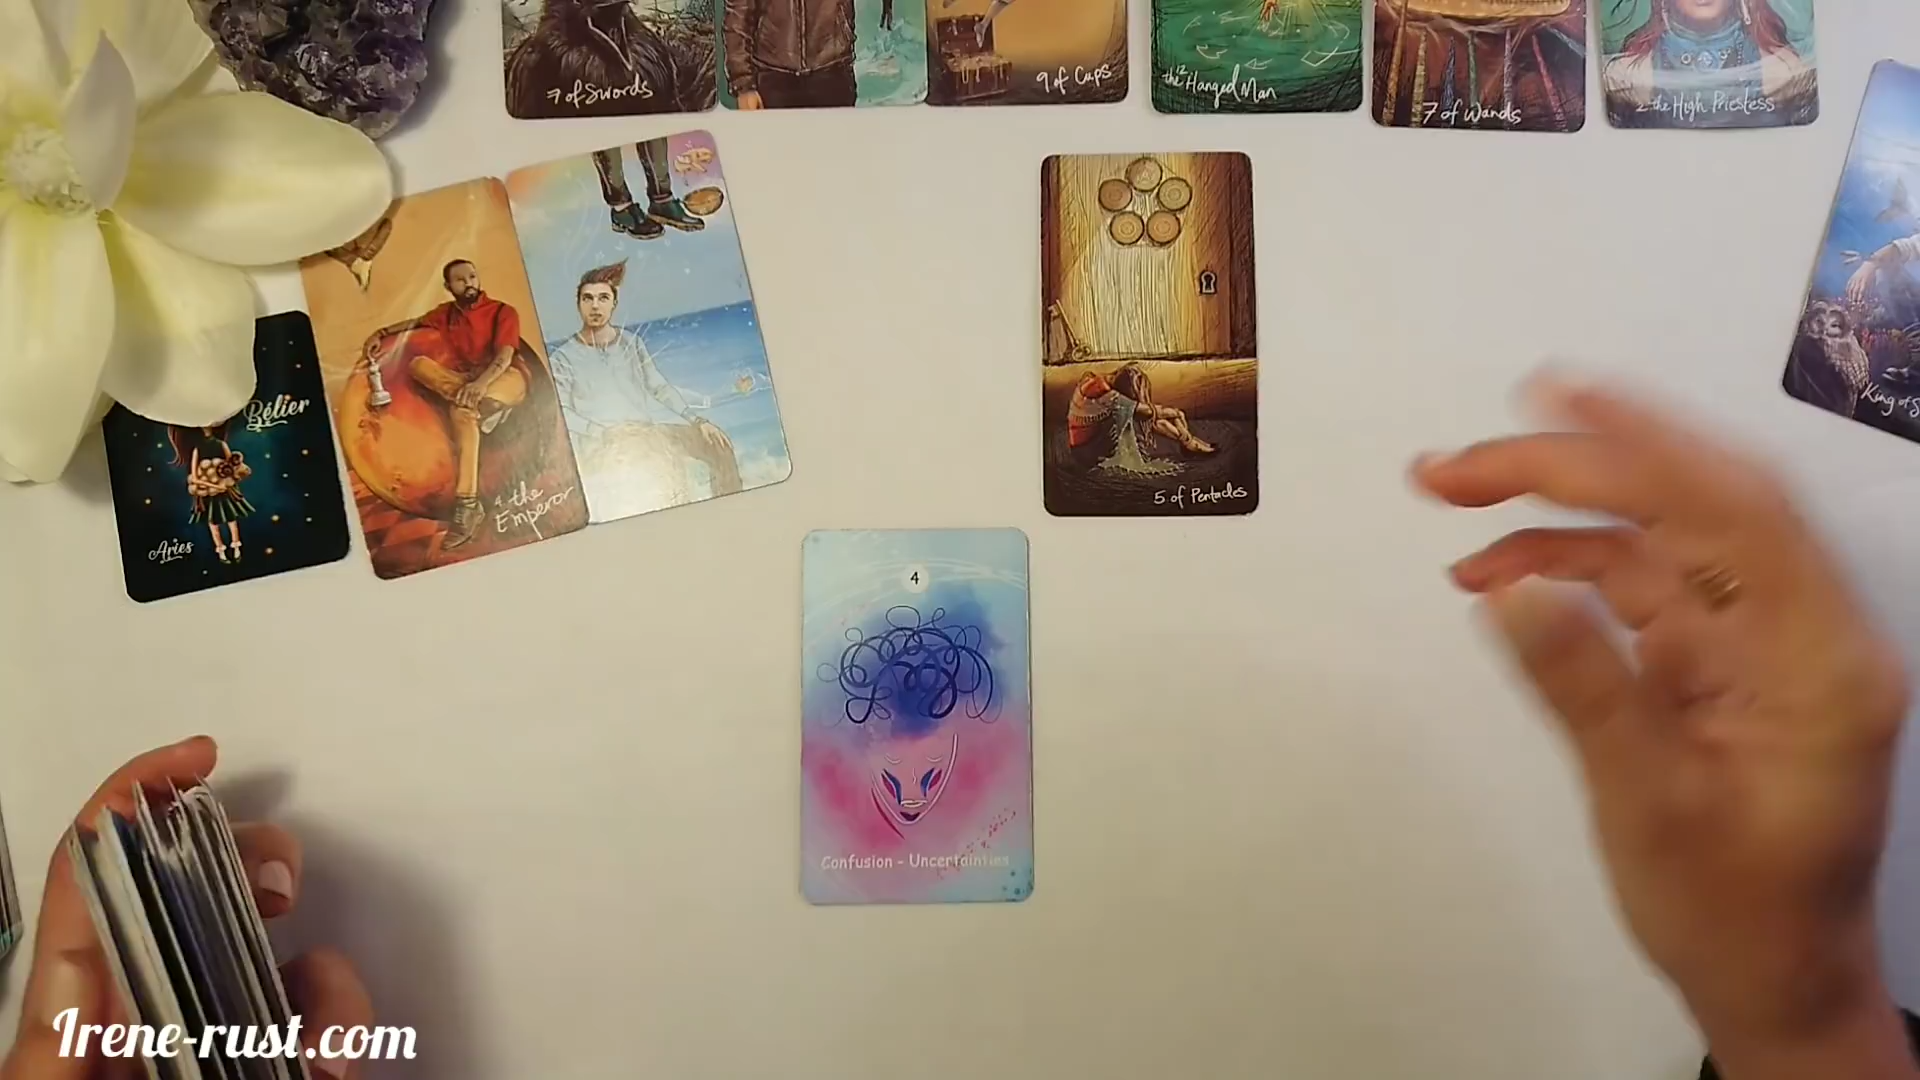 7 of Swords
9 of Cups
12
the Hanged Man
7 of Wands
2 the High Priestess
King of
Bélier
Aries
4 the
Emperor
5 of Pentacles
4
Confusion - Uncertainties
Irene-rust.com